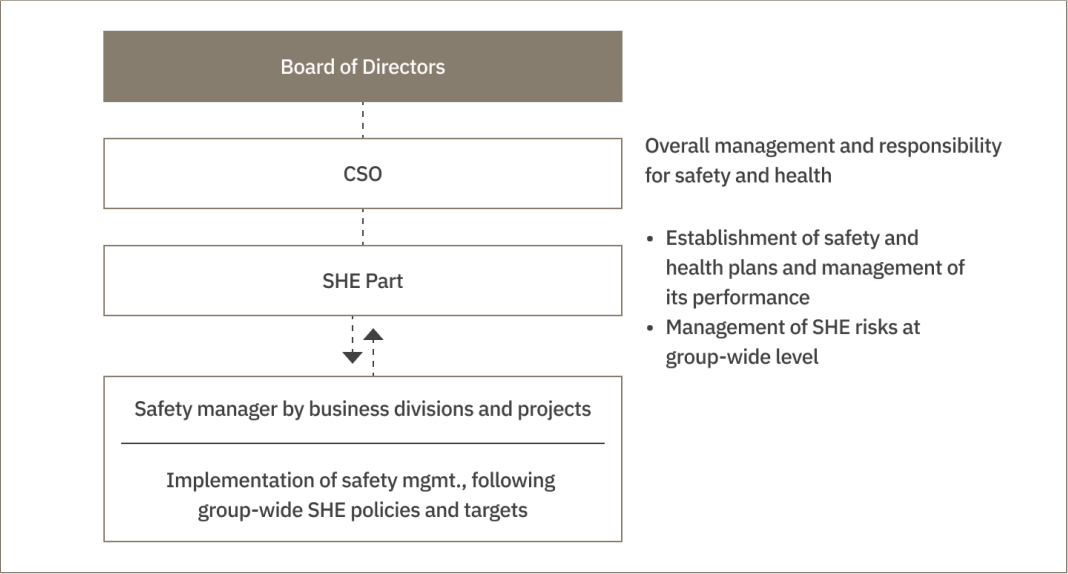 Board of Directors
CSO
Overall management and responsibility
for safety and health
SHE Part
• Establishment of safety and
health plans and management of
its performance
• Management of SHE risks at
group-wide level
Safety manager by business divisions and projects
Implementation of safety mgmt., following
group-wide SHE policies and targets